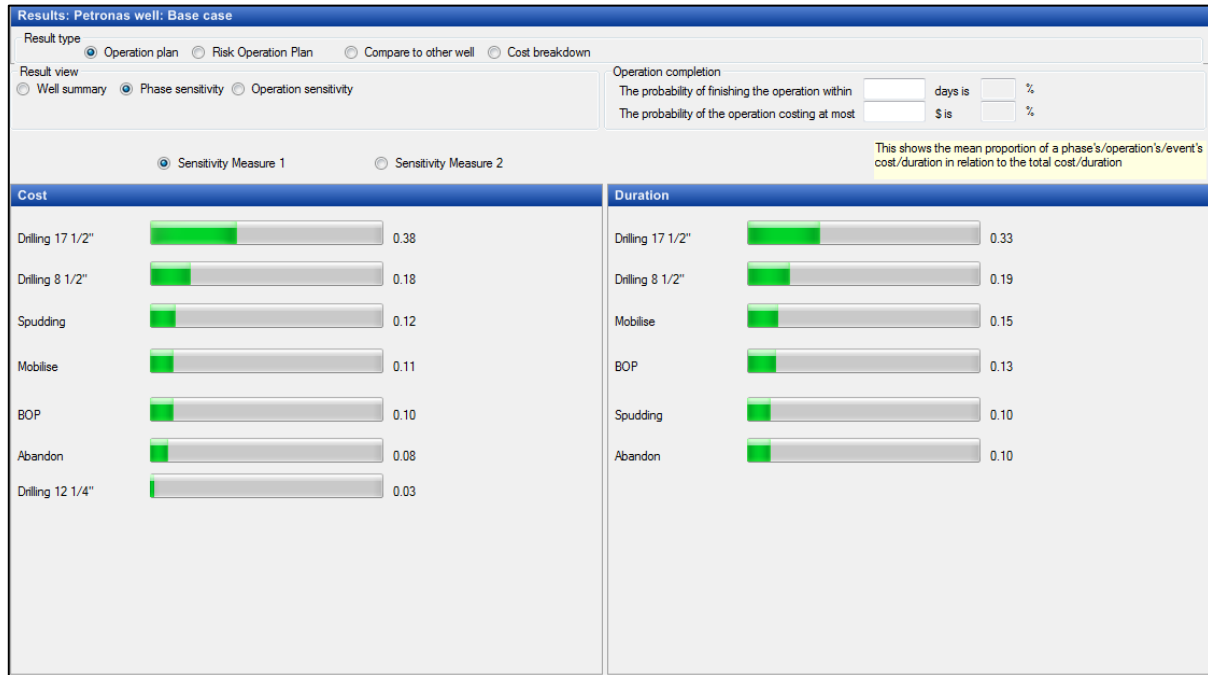 Results: Petronas well: Base case
Result type
Operation plan Risk Operation Plan Compare to other well Cost breakdown
Result view
Well summary Phase sensitivity Operation sensitivity
Operation completion
The probability of finishing the operation within days is %
The probability of the operation costing at most $ is %
Sensitivity Measure 1 Sensitivity Measure 2
This shows the mean proportion of a phase's/operation's/event's
cost/duration in relation to the total cost/duration
Cost
Drilling 17 1/2" 0.38
Drilling 8 1/2" 0.18
Spudding 0.12
Mobilise 0.11
BOP 0.10
Abandon 0.08
Drilling 12 1/4" 0.03
Duration
Drilling 17 1/2" 0.33
Drilling 8 1/2" 0.19
Mobilise 0.15
BOP 0.13
Spudding 0.10
Abandon 0.10